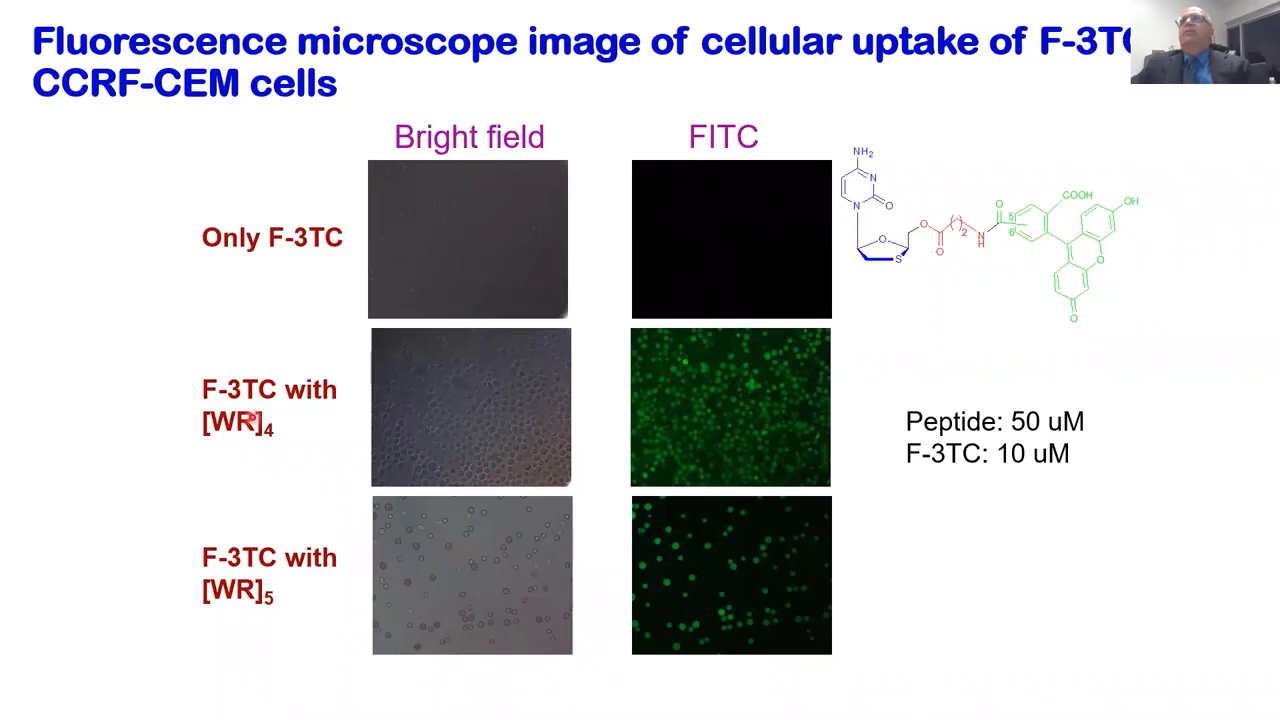 Fluorescence microscope image of cellular uptake of F-3TC
CCRF-CEM cells
Bright field
FITC
Only F-3TC
NH2
N
N
O
O
S
O
O
( )2
N
H
O
5
6
COOH
OH
O
O
F-3TC with
[WR]4
Peptide: 50 uM
F-3TC: 10 uM
F-3TC with
[WR]5